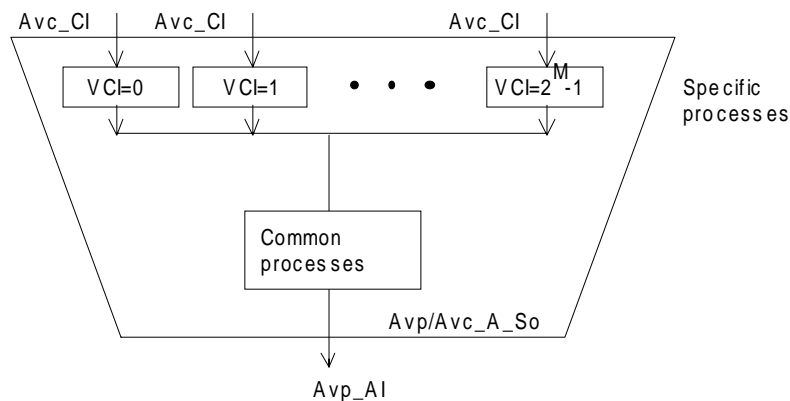 Avc_CI Avc_CI Avc_CI
VCI=0 VCI=1 • • • VCI=2^M-1
Specific
processes
Common
processes
Avp/Avc_A_So
Avp_AI